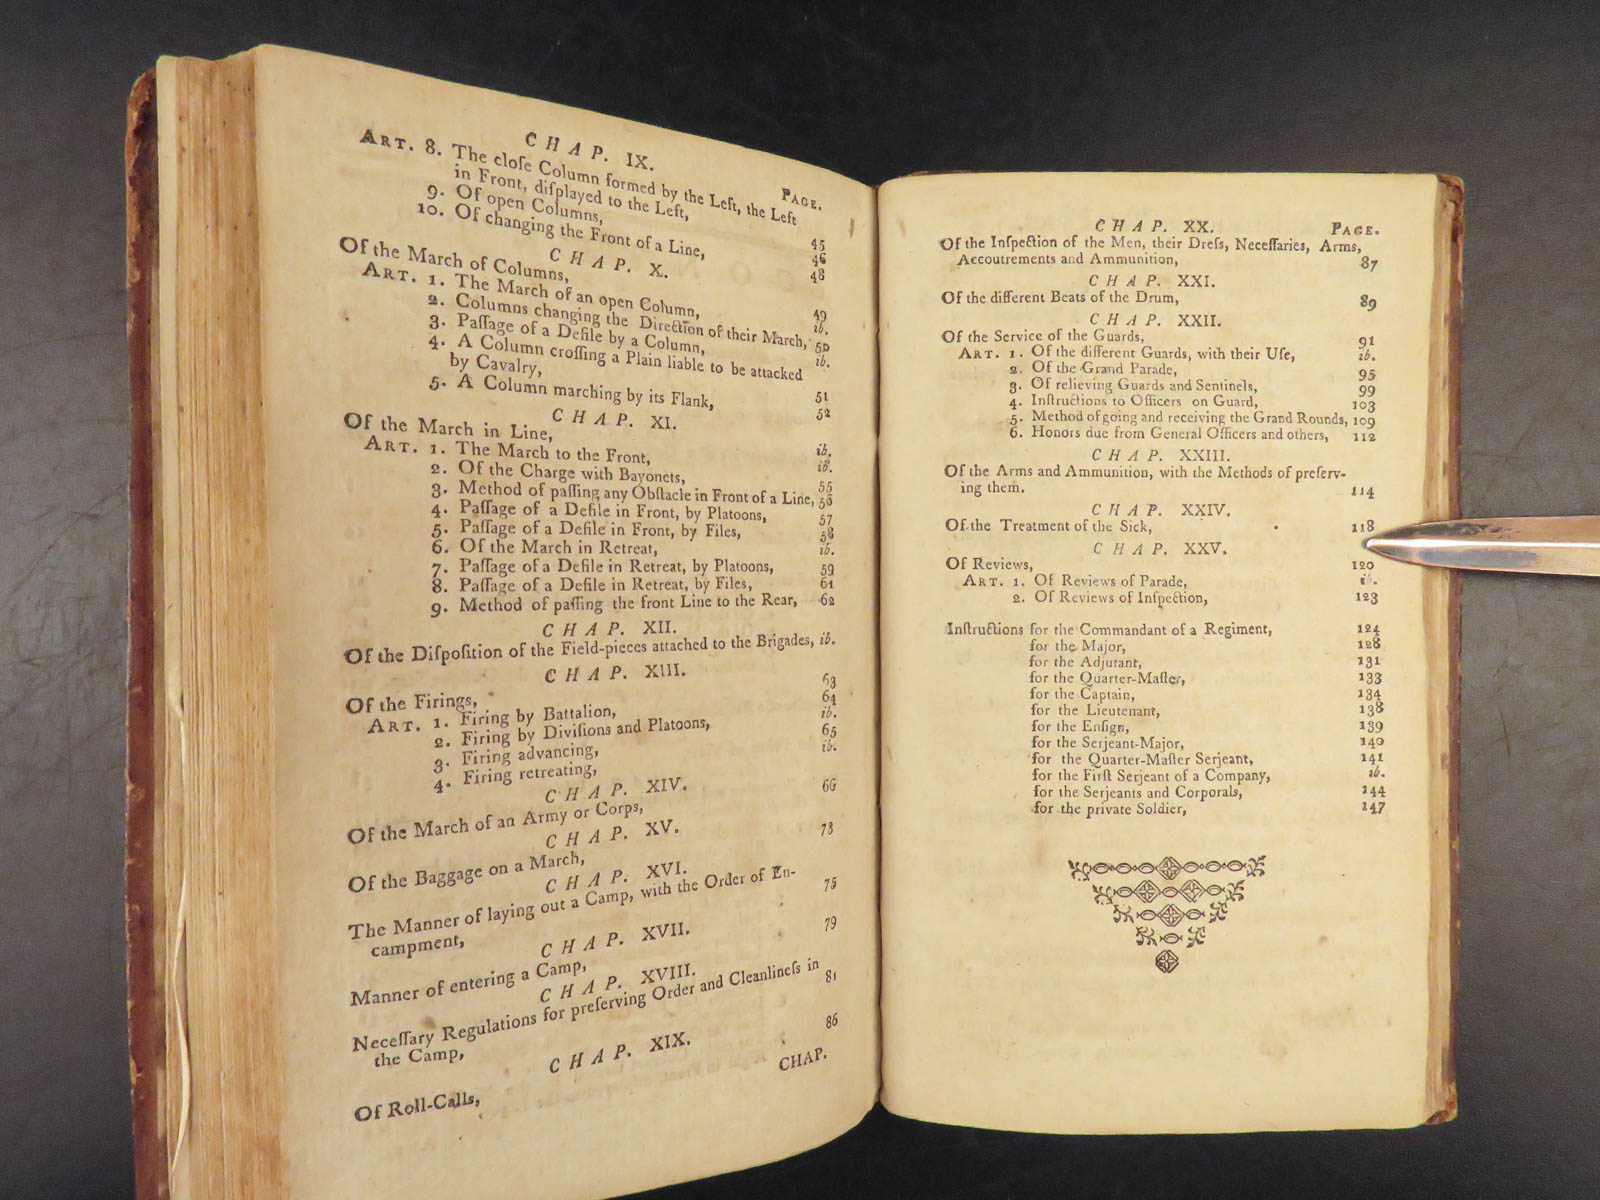 CHAP. IX.
PAGE.
ART. 8. The cloſe Column formed by the Left, the Left
in Front, diſplayed to the Left, 45
9. Of open Columns, 46
10. Of changing the Front of a Line, 48
CHAP. X.
Of the March of Columns, 49
ART. 1. The March of an open Column, ib.
2. Columns changing the Direction of their March, 50
3. Paſſage of a Defile by a Column, ib.
4. A Column croſſing a Plain liable to be attacked
by Cavalry, 51
5. A Column marching by its Flank, 52
CHAP. XI.
Of the March in Line, ib.
ART. 1. The March to the Front, ib.
2. Of the Charge with Bayonets, 55
3. Method of paſſing any Obſtacle in Front of a Line, 56
4. Paſſage of a Defile in Front, by Platoons, 57
5. Paſſage of a Defile in Front, by Files, 58
6. Of the March in Retreat, ib.
7. Paſſage of a Defile in Retreat, by Platoons, 59
8. Paſſage of a Defile in Retreat, by Files, 61
9. Method of paſſing the front Line to the Rear, 62
CHAP. XII.
Of the Diſpoſition of the Field-pieces attached to the Brigades, ib.
CHAP. XIII.
Of the Firings, 63
ART. 1. Firing by Battalion, 64
2. Firing by Diviſions and Platoons, ib.
3. Firing advancing, 65
4. Firing retreating, ib.
CHAP. XIV.
Of the March of an Army or Corps, 66
CHAP. XV.
Of the Baggage on a March, 73
CHAP. XVI.
The Manner of laying out a Camp, with the Order of En-
campment, 75
CHAP. XVII.
Manner of entering a Camp, 79
CHAP. XVIII.
Neceſſary Regulations for preſerving Order and Cleanlineſs in
the Camp, 81
CHAP. XIX.
Of Roll-Calls, 86
CHAP.
CHAP. XX.
PAGE.
Of the Inſpection of the Men, their Dreſs, Neceſſaries, Arms,
Accoutrements and Ammunition, 87
CHAP. XXI.
Of the different Beats of the Drum, 89
CHAP. XXII.
Of the Service of the Guards, 91
ART. 1. Of the different Guards, with their Uſe, ib.
2. Of the Grand Parade, 95
3. Of relieving Guards and Sentinels, 99
4. Inſtructions to Officers on Guard, 103
5. Method of going and receiving the Grand Rounds, 109
6. Honors due from General Officers and others, 112
CHAP. XXIII.
Of the Arms and Ammunition, with the Methods of preſerv-
ing them. 114
CHAP. XXIV.
Of the Treatment of the Sick, 118
CHAP. XXV.
Of Reviews, 120
ART. 1. Of Reviews of Parade, ib.
2. Of Reviews of Inſpection, 123
Inſtructions for the Commandant of a Regiment, 124
for the Major, 128
for the Adjutant, 131
for the Quarter-Maſter, 133
for the Captain, 134
for the Lieutenant, 138
for the Enſign, 139
for the Serjeant-Major, 140
for the Quarter-Maſter Serjeant, 141
for the Firſt Serjeant of a Company, ib.
for the Serjeants and Corporals, 144
for the private Soldier, 147